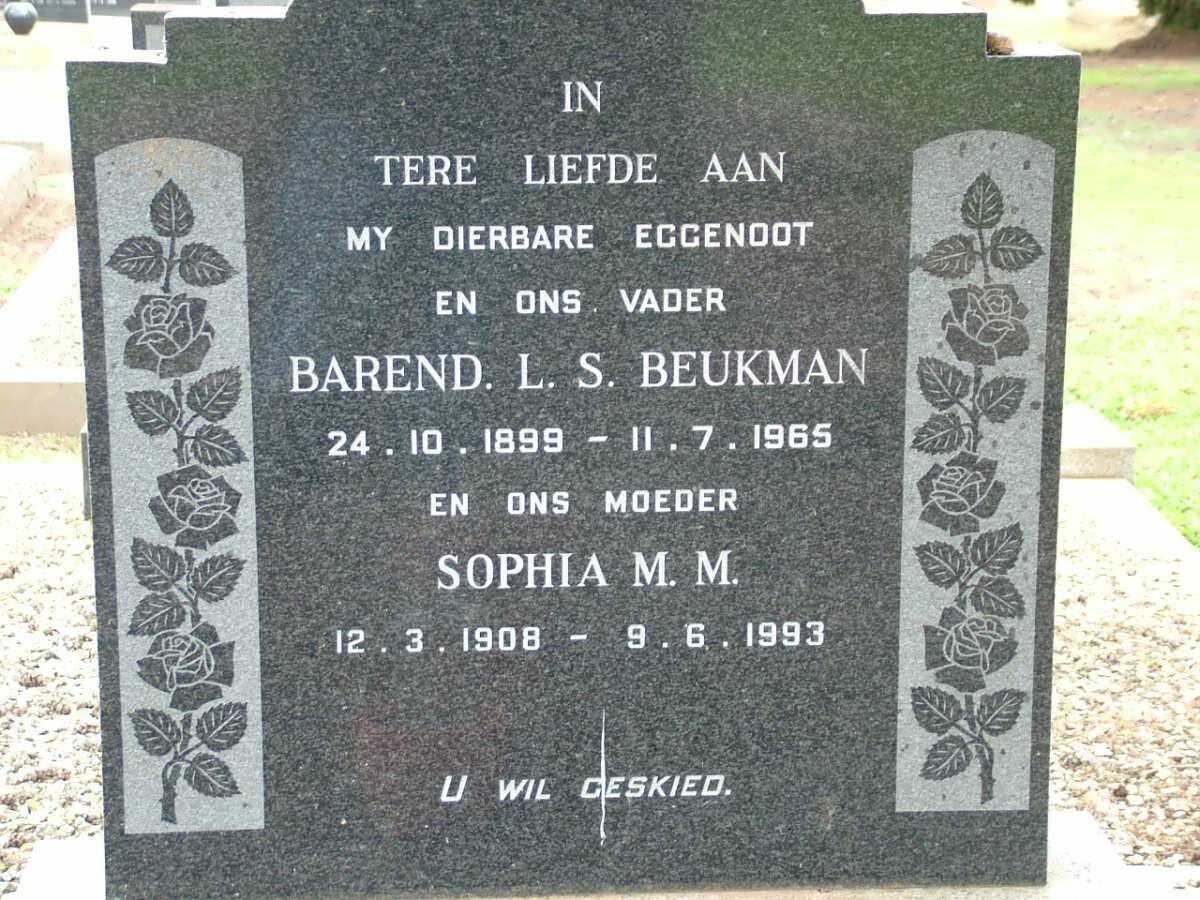 IN
TERE LIEFDE AAN
MY DIERBARE EGGENOOT
EN ONS VADER
BAREND. L. S. BEUKMAN
24 . 10 . 1899 – 11 . 7 . 1965
EN ONS MOEDER
SOPHIA M. M.
12 . 3 . 1908 – 9 . 6 . 1993
U WIL GESKIED.